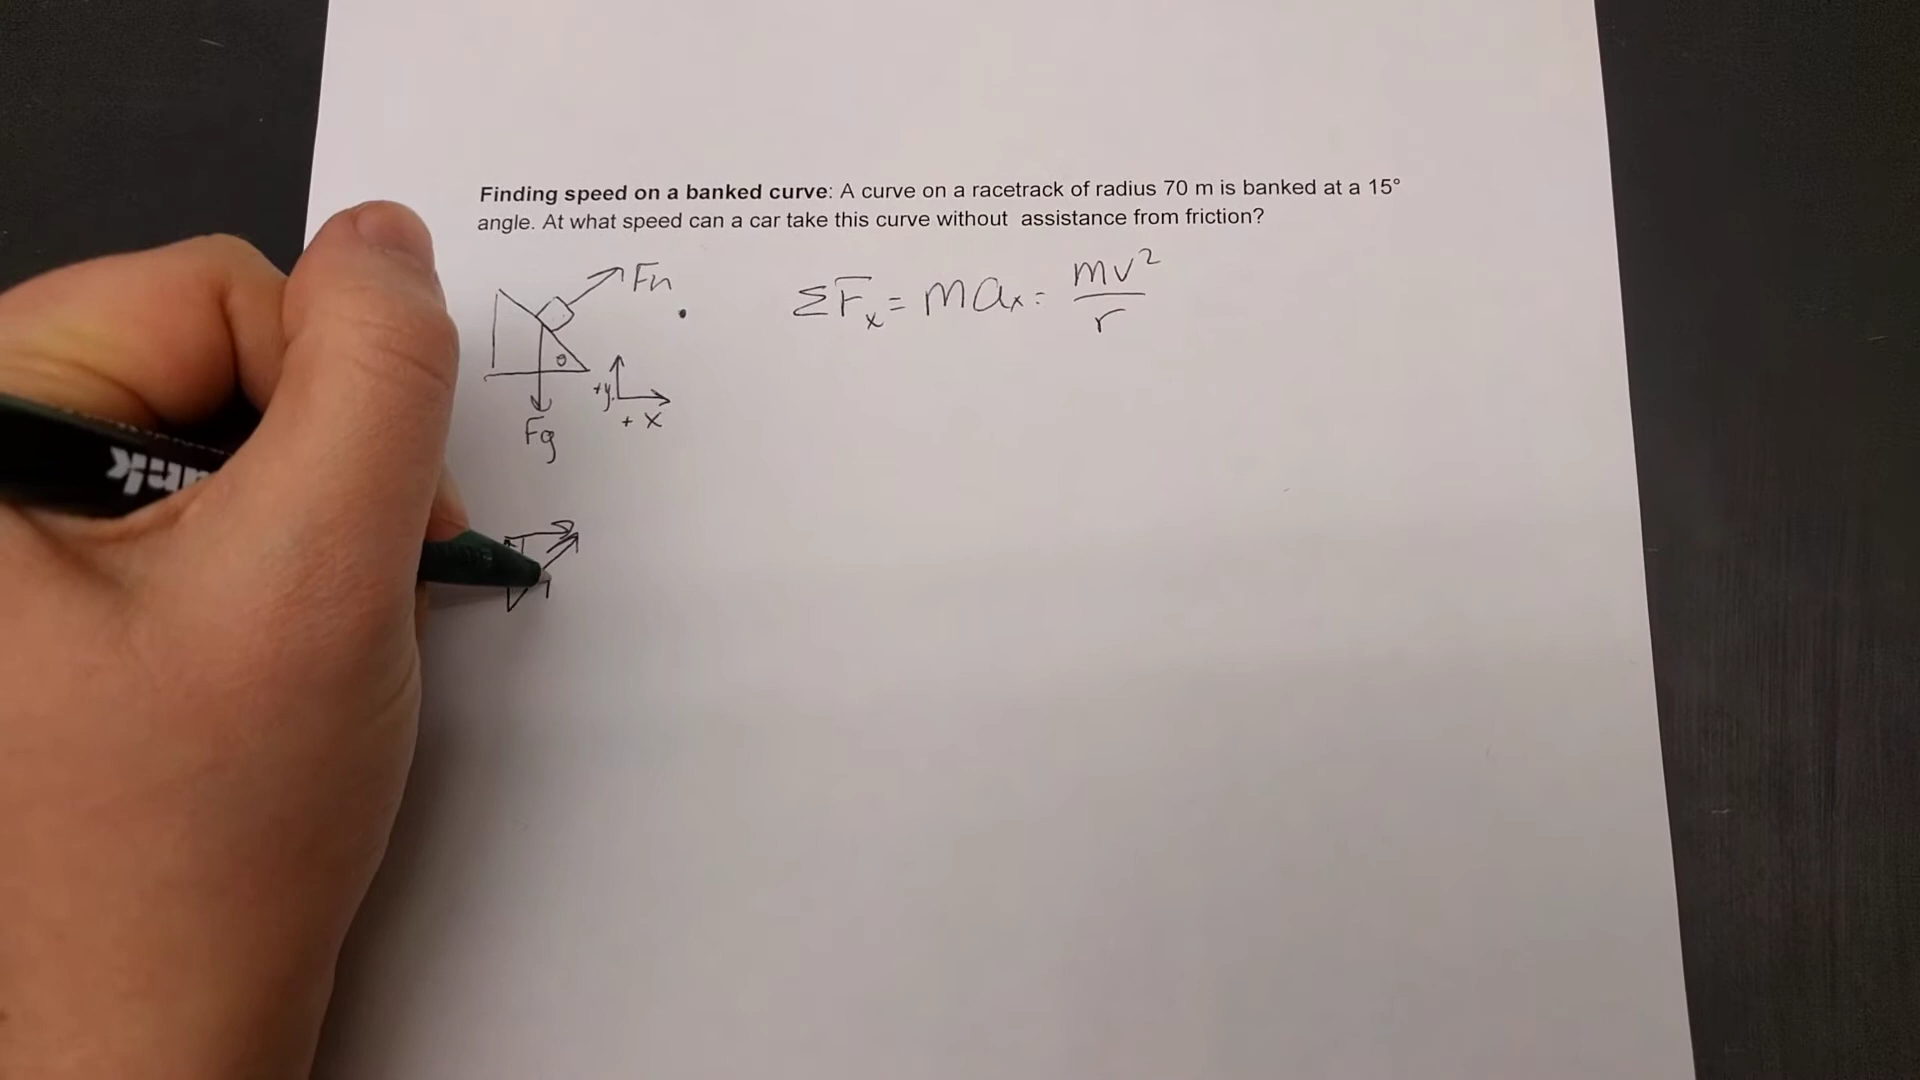 Finding speed on a banked curve: A curve on a racetrack of radius 70 m is banked at a 15°
angle. At what speed can a car take this curve without assistance from friction?
Fn
ΣFx = max = mv²/r
θ
+y
+x
Fg